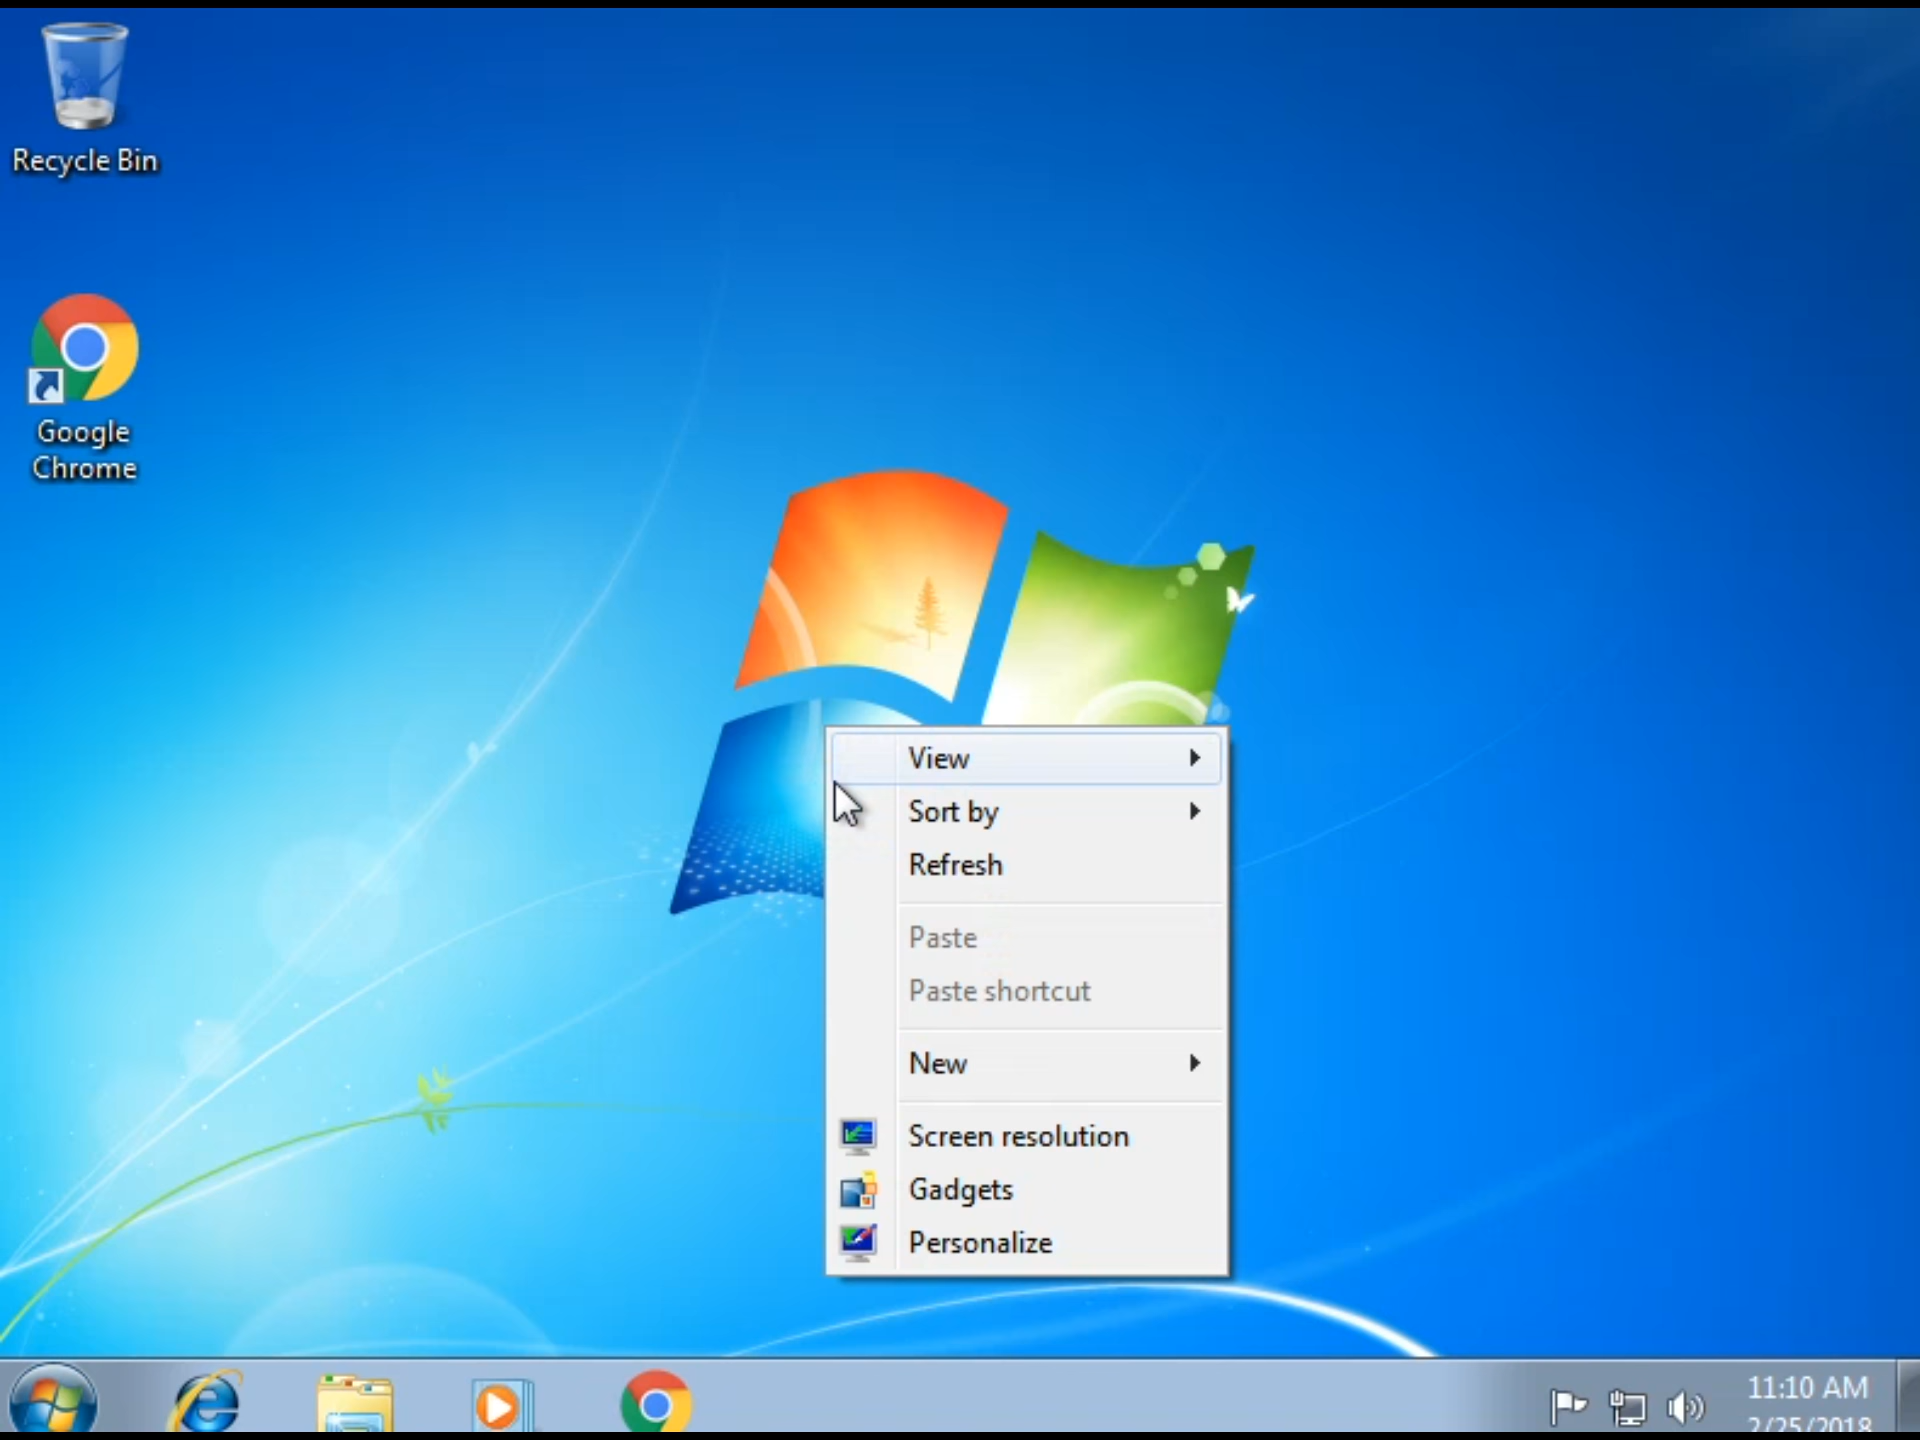 Recycle Bin
Google
Chrome
View
Sort by
Refresh
Paste
Paste shortcut
New
Screen resolution
Gadgets
Personalize
11:10 AM
2/25/2018